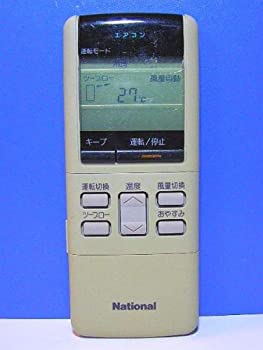 エアコン
運転モード
ツーフロー 風量自動
27℃
キープ 運転/停止
運転切換 温度 風量切換
ツーフロー おやすみ
National